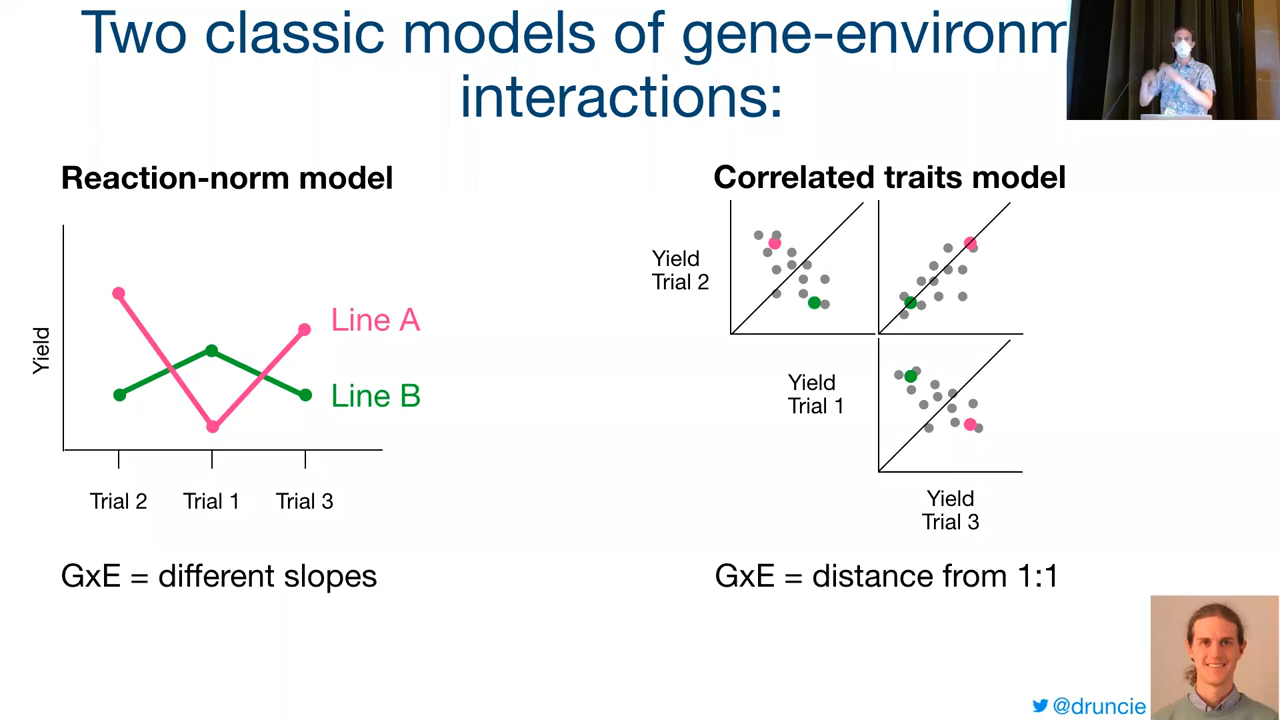 Two classic models of gene-environm
interactions:
Reaction-norm model
Yield
Line A
Line B
Trial 2 Trial 1 Trial 3
GxE = different slopes
Correlated traits model
Yield
Trial 2
Yield
Trial 1
Yield
Trial 3
GxE = distance from 1:1
@druncie